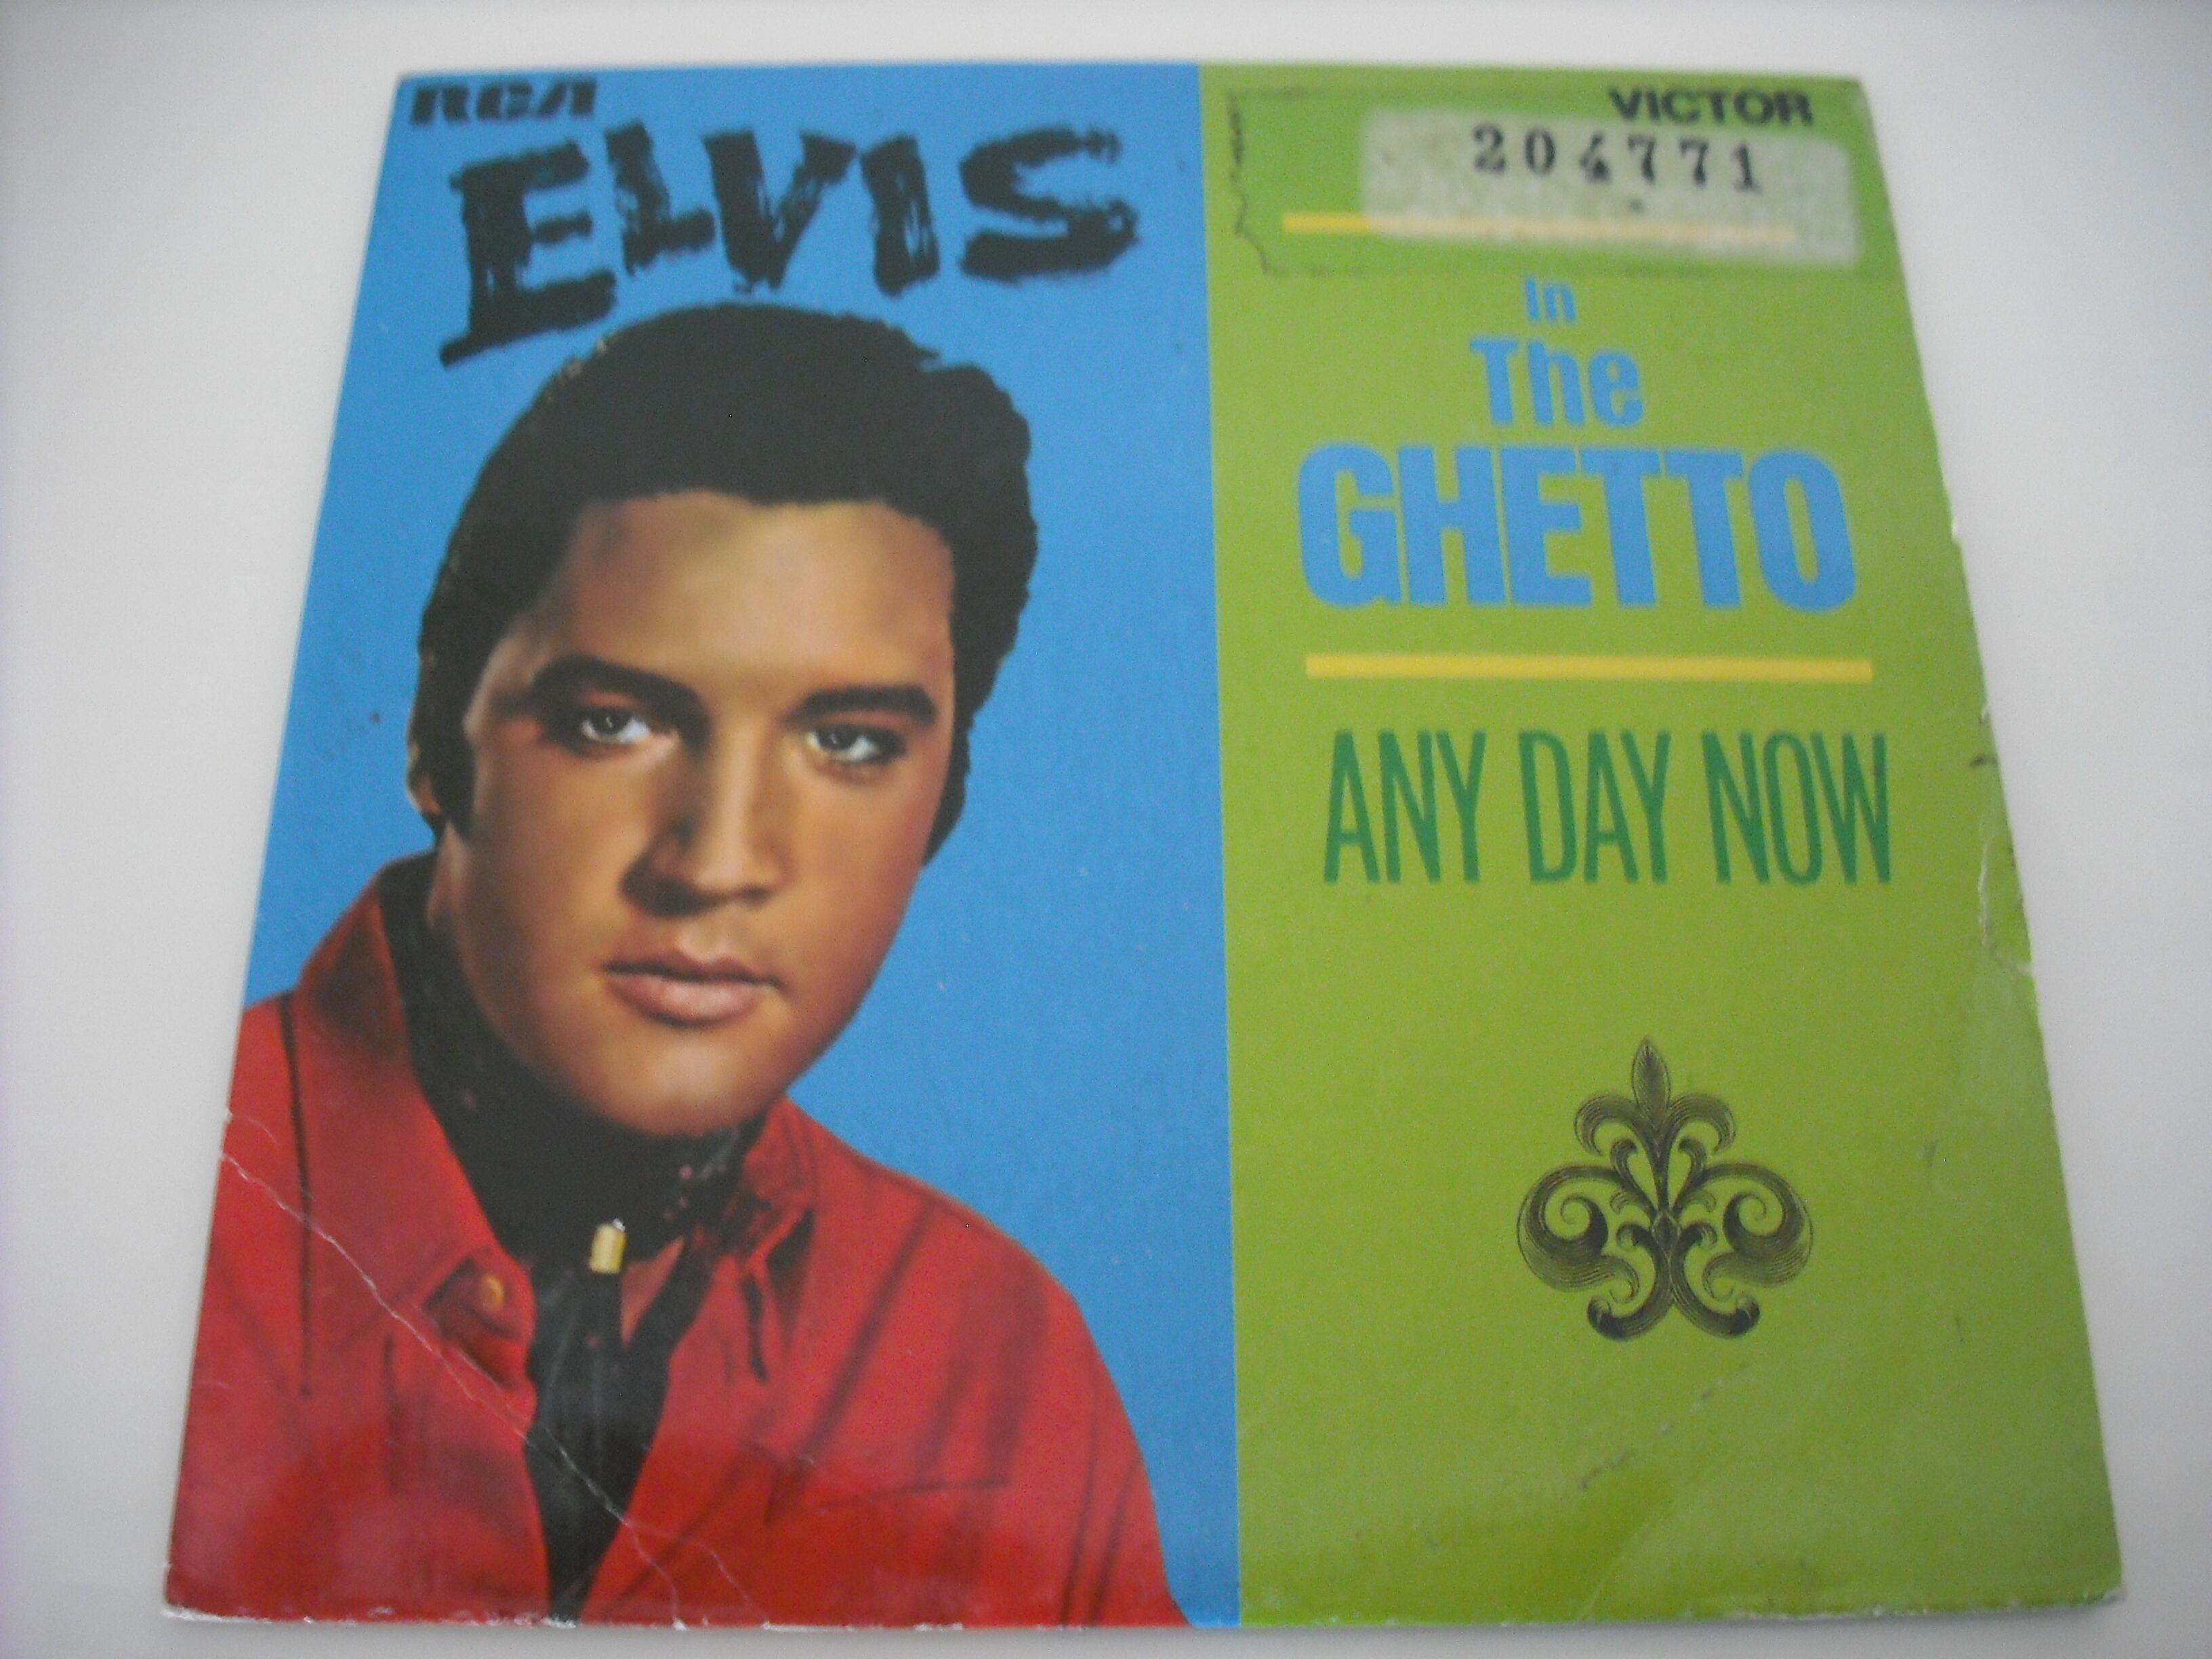 RCA
VICTOR
ELVIS
204771
In
The
GHETTO
ANY DAY NOW